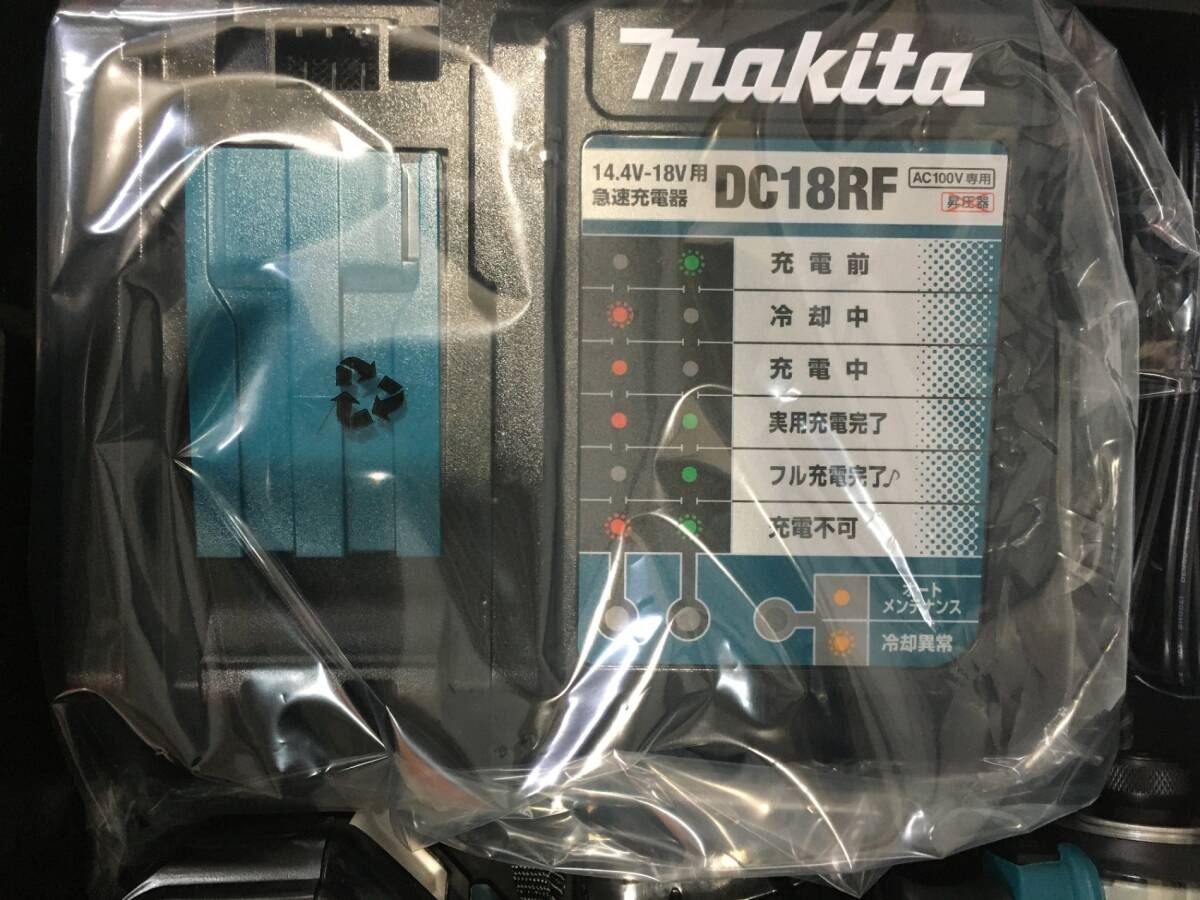 makita
14.4V-18V用
急速充電器
DC18RF
AC100V専用
昇圧器
充電前
冷却中
充電中
実用充電完了
フル充電完了♪
充電不可
オート
メンテナンス
冷却異常